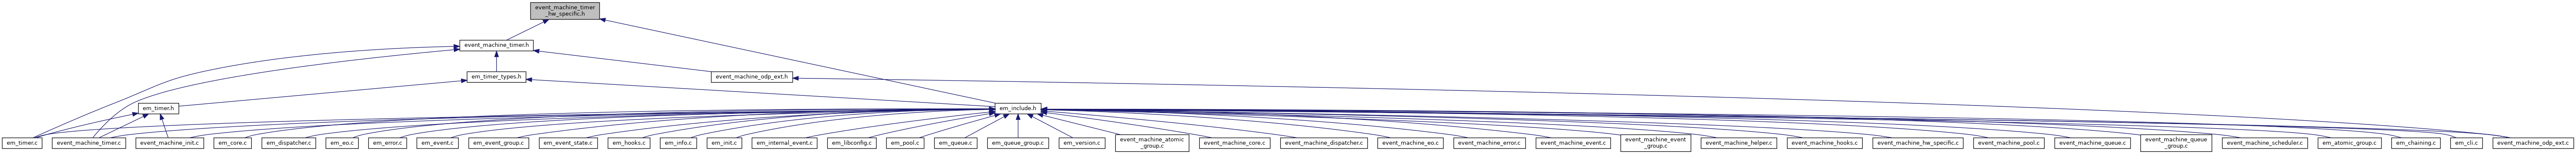 event_machine_timer
_hw_specific.h
event_machine_timer.h
em_timer_types.h
event_machine_odp_ext.h
em_timer.h
em_include.h
em_timer.c
event_machine_timer.c
event_machine_init.c
em_core.c
em_dispatcher.c
em_eo.c
em_error.c
em_event.c
em_event_group.c
em_event_state.c
em_hooks.c
em_info.c
em_init.c
em_internal_event.c
em_libconfig.c
em_pool.c
em_queue.c
em_queue_group.c
em_version.c
event_machine_atomic
_group.c
event_machine_core.c
event_machine_dispatcher.c
event_machine_eo.c
event_machine_error.c
event_machine_event.c
event_machine_event
_group.c
event_machine_helper.c
event_machine_hooks.c
event_machine_hw_specific.c
event_machine_pool.c
event_machine_queue.c
event_machine_queue
_group.c
event_machine_scheduler.c
em_atomic_group.c
em_chaining.c
em_cli.c
event_machine_odp_ext.c